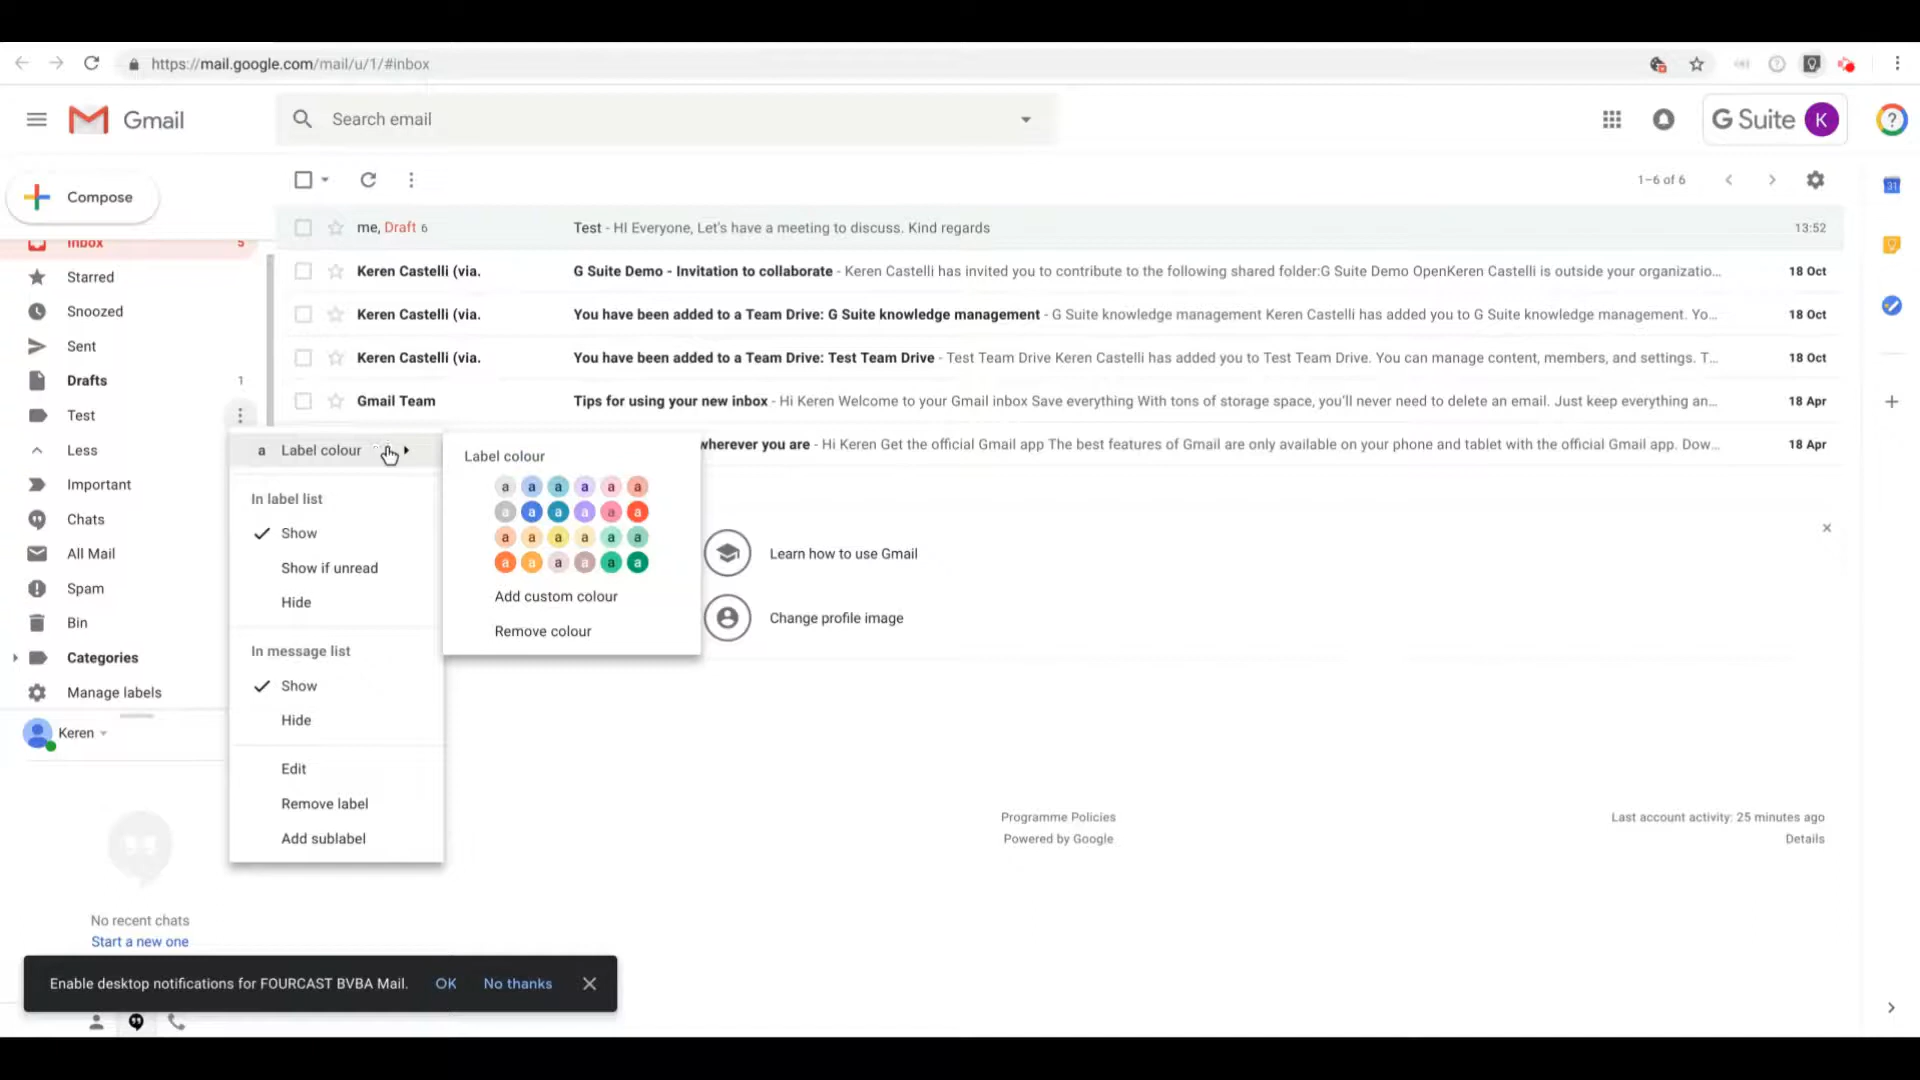 https://mail.google.com/mail/u/1/#inbox
Gmail
Search email
G Suite K
?
Compose
1–6 of 6
31
Inbox 5
Starred
Snoozed
Sent
Drafts 1
Test
Less
Important
Chats
All Mail
Spam
Bin
Categories
Manage labels
Keren
me, Draft 6 Test - HI Everyone, Let's have a meeting to discuss. Kind regards 13:52
Keren Castelli (via. G Suite Demo - Invitation to collaborate - Keren Castelli has invited you to contribute to the following shared folder:G Suite Demo OpenKeren Castelli is outside your organizatio... 18 Oct
Keren Castelli (via. You have been added to a Team Drive: G Suite knowledge management - G Suite knowledge management Keren Castelli has added you to G Suite knowledge management. Yo... 18 Oct
Keren Castelli (via. You have been added to a Team Drive: Test Team Drive - Test Team Drive Keren Castelli has added you to Test Team Drive. You can manage content, members, and settings. T... 18 Oct
Gmail Team Tips for using your new inbox - Hi Keren Welcome to your Gmail inbox Save everything With tons of storage space, you'll never need to delete an email. Just keep everything an... 18 Apr
wherever you are - Hi Keren Get the official Gmail app The best features of Gmail are only available on your phone and tablet with the official Gmail app. Dow... 18 Apr
a Label colour
In label list
Show
Show if unread
Hide
In message list
Show
Hide
Edit
Remove label
Add sublabel
Label colour
a a a a a a
a a a a a a
a a a a a a
a a a a a a
Add custom colour
Remove colour
Learn how to use Gmail
Change profile image
Programme Policies
Powered by Google
Last account activity: 25 minutes ago
Details
No recent chats
Start a new one
Enable desktop notifications for FOURCAST BVBA Mail. OK No thanks